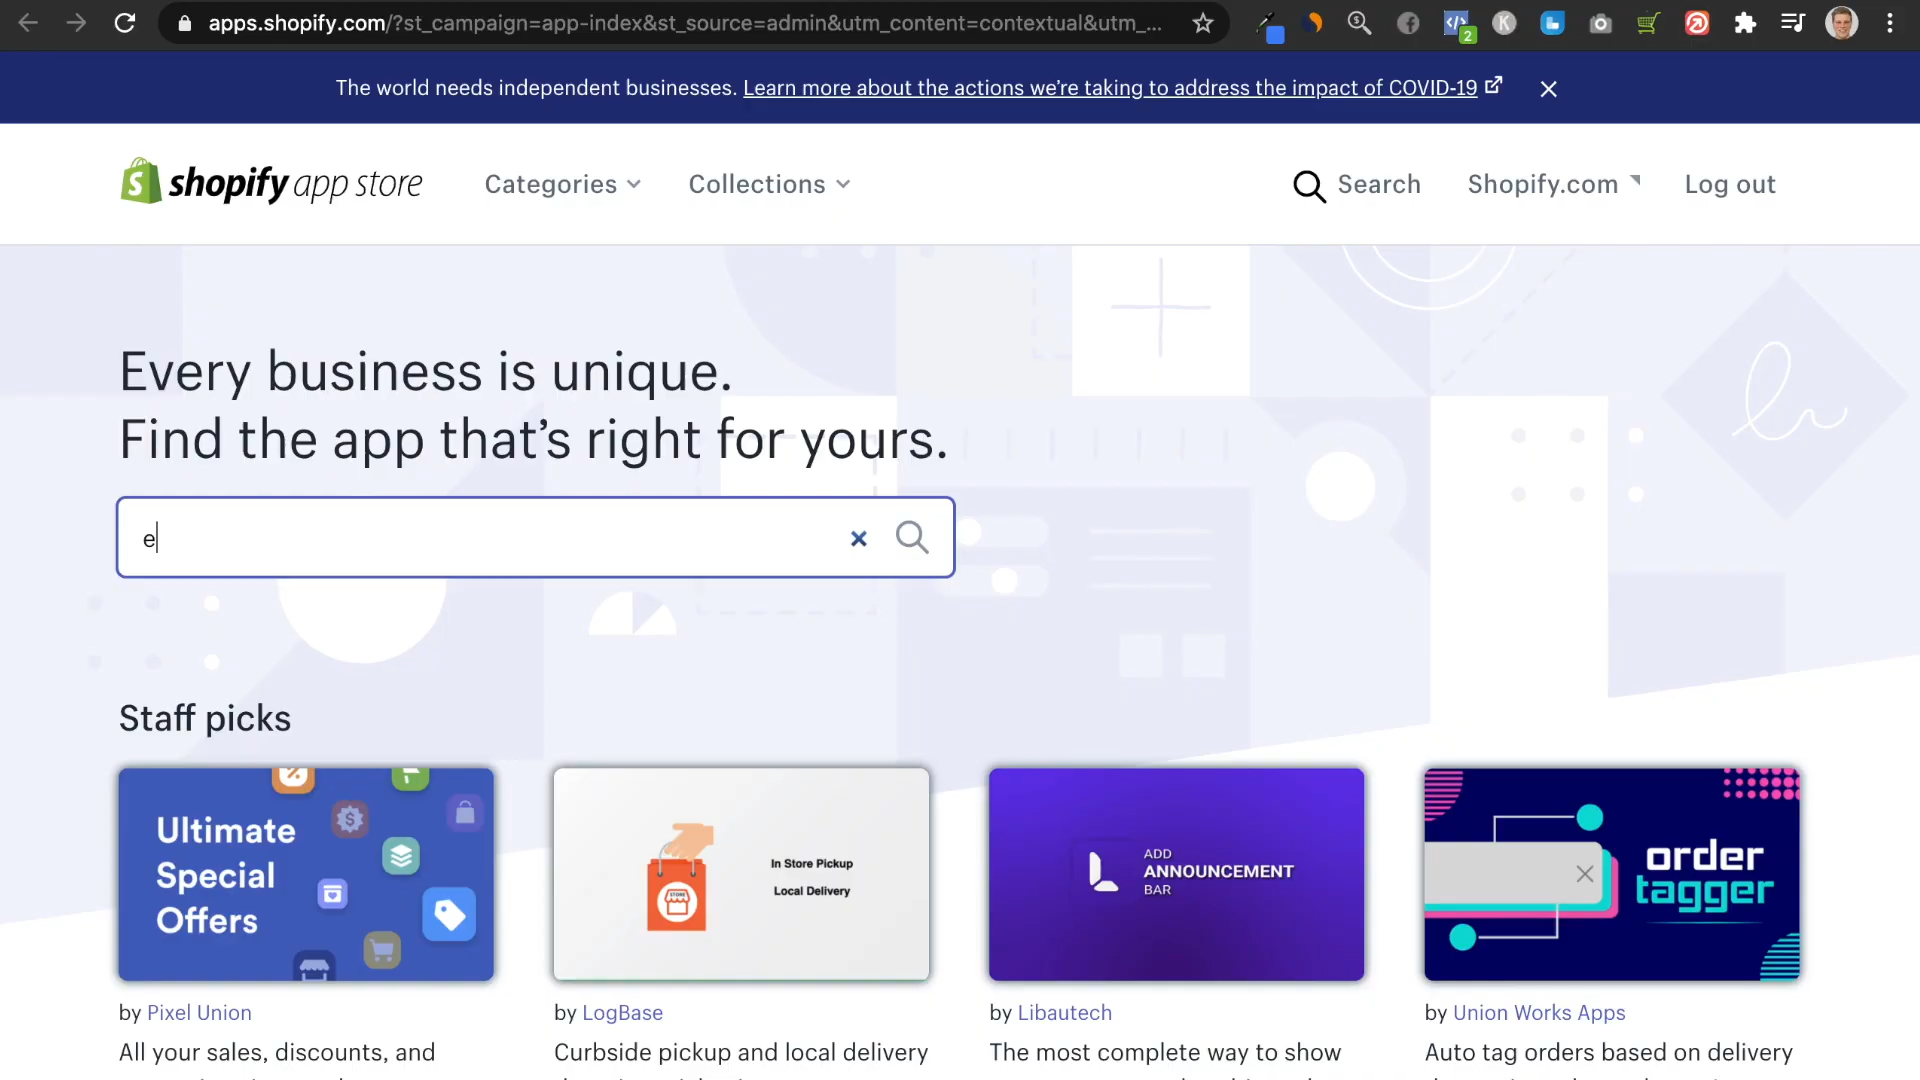 apps.shopify.com/?st_campaign=app-index&st_source=admin&utm_content=contextual&utm_...
2
The world needs independent businesses. Learn more about the actions we're taking to address the impact of COVID-19
shopify app store
Categories
Collections
Search
Shopify.com
Log out
Every business is unique.
Find the app that's right for yours.
e
Staff picks
Ultimate
Special
Offers
In Store Pickup
Local Delivery
ADD
ANNOUNCEMENT
BAR
order
tagger
by Pixel Union
by LogBase
by Libautech
by Union Works Apps
All your sales, discounts, and
Curbside pickup and local delivery
The most complete way to show
Auto tag orders based on delivery